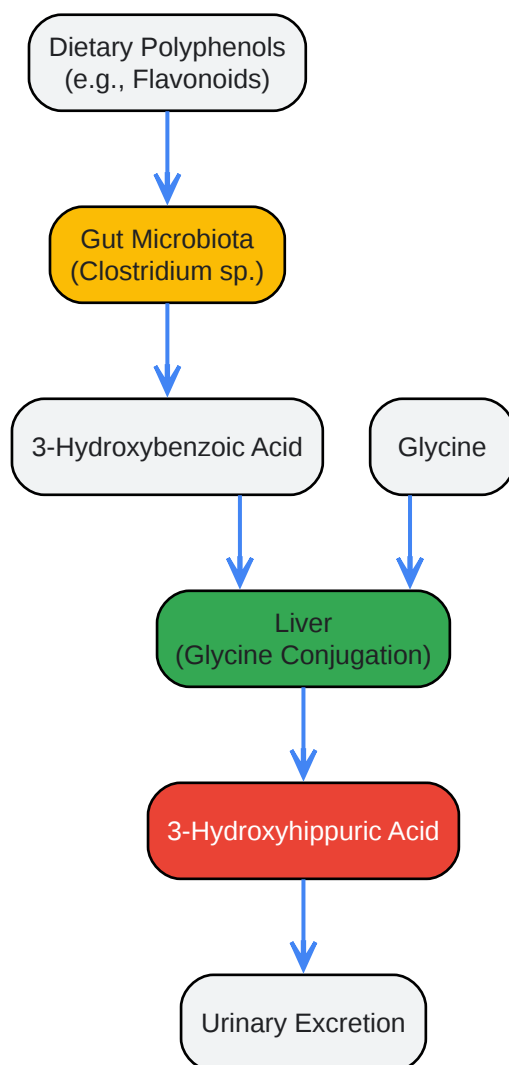 Dietary Polyphenols
(e.g., Flavonoids)
Gut Microbiota
(Clostridium sp.)
3-Hydroxybenzoic Acid
Glycine
Liver
(Glycine Conjugation)
3-Hydroxyhippuric Acid
Urinary Excretion